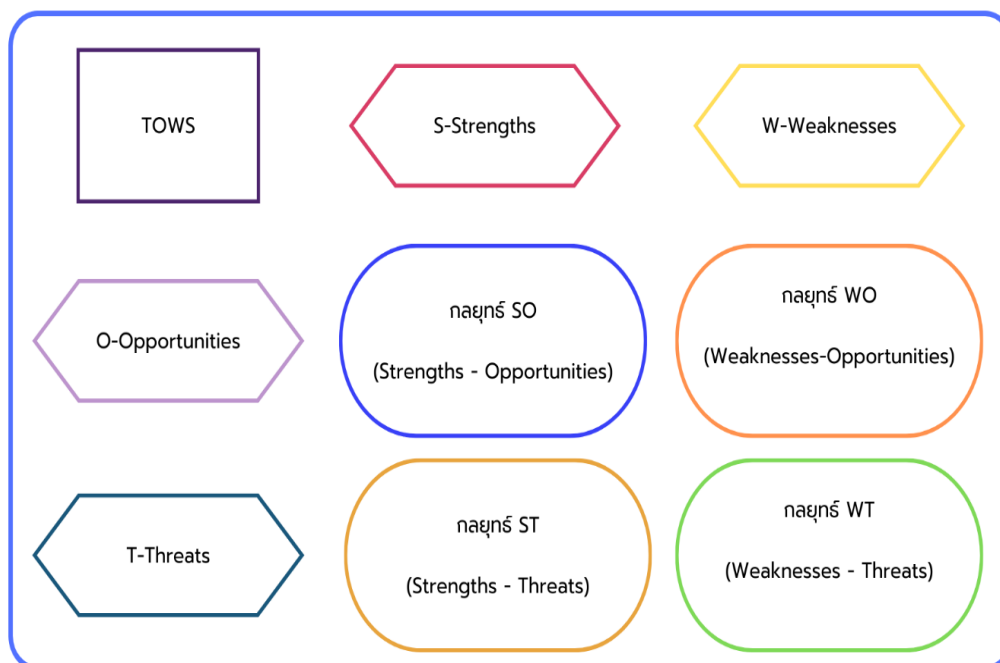 TOWS
S-Strengths
W-Weaknesses
O-Opportunities
กลยุทธ์ SO
(Strengths - Opportunities)
กลยุทธ์ WO
(Weaknesses-Opportunities)
T-Threats
กลยุทธ์ ST
(Strengths - Threats)
กลยุทธ์ WT
(Weaknesses - Threats)